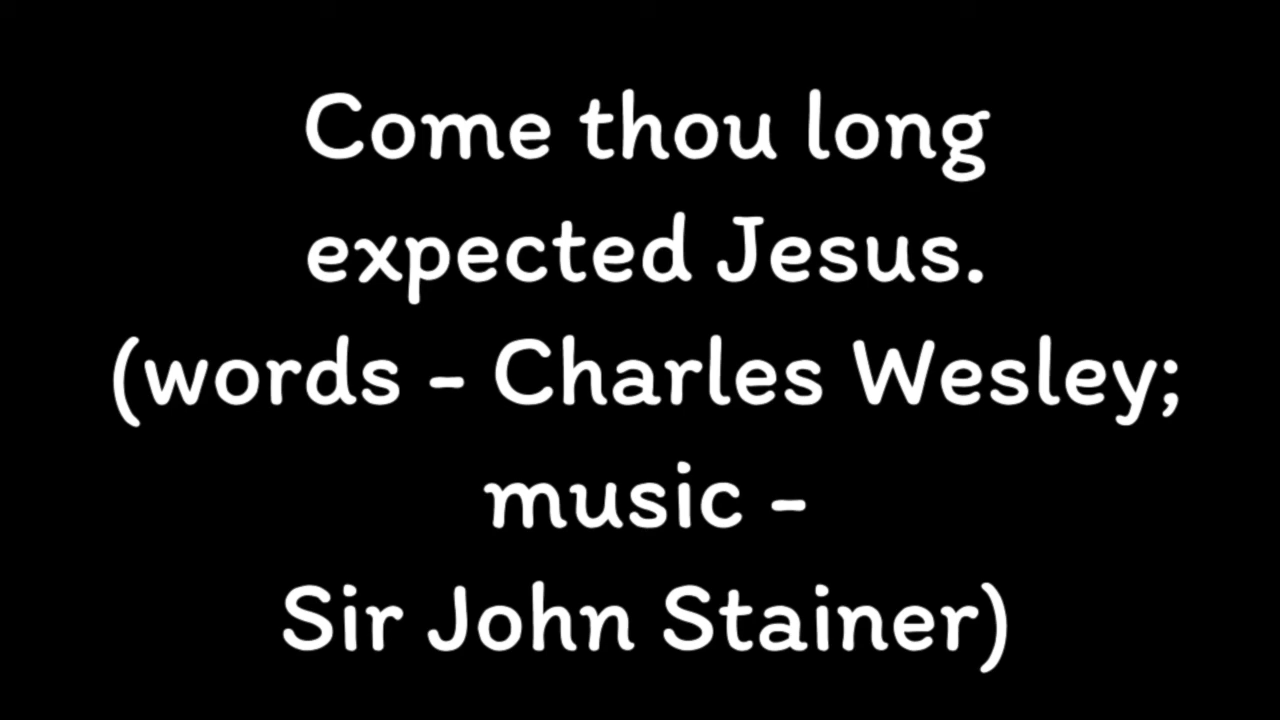 Come thou long
expected Jesus.
(words - Charles Wesley;
music -
Sir John Stainer)